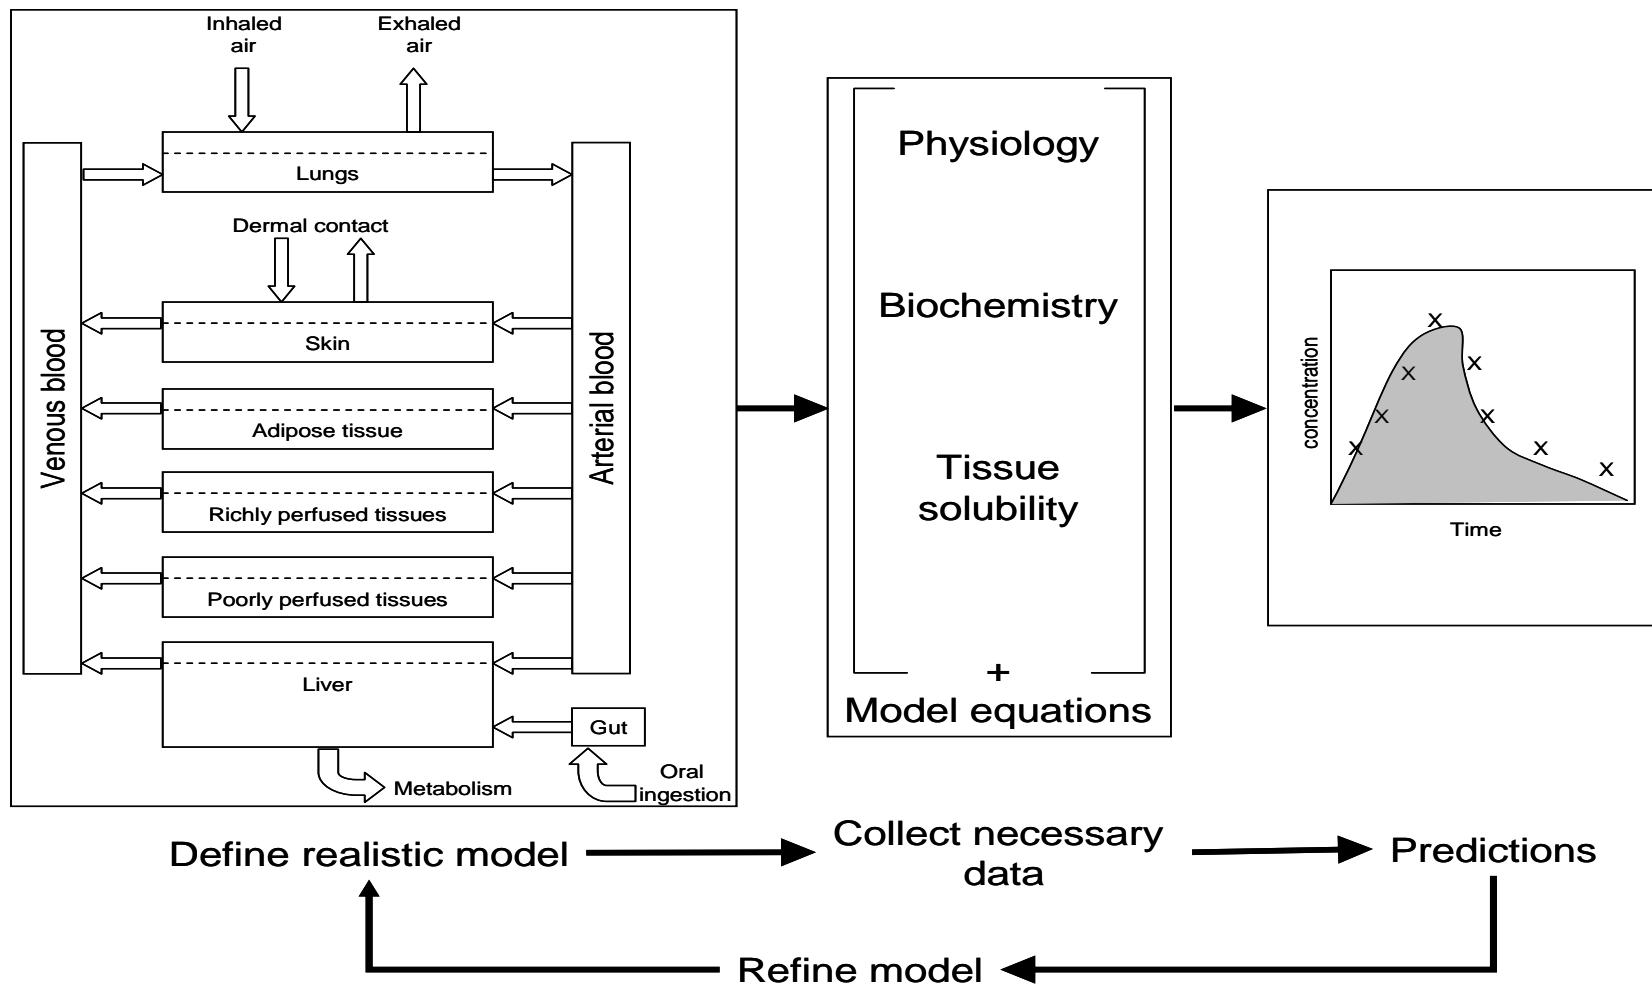 Inhaled
air
Exhaled
air
Lungs
Dermal contact
Skin
Adipose tissue
Richly perfused tissues
Poorly perfused tissues
Liver
Gut
Metabolism
Oral
ingestion
Venous blood
Arterial blood
Physiology
Biochemistry
Tissue
solubility
+
Model equations
concentration
x
x
x
x
x
x
x
x
Time
Define realistic model
Collect necessary
data
Predictions
Refine model